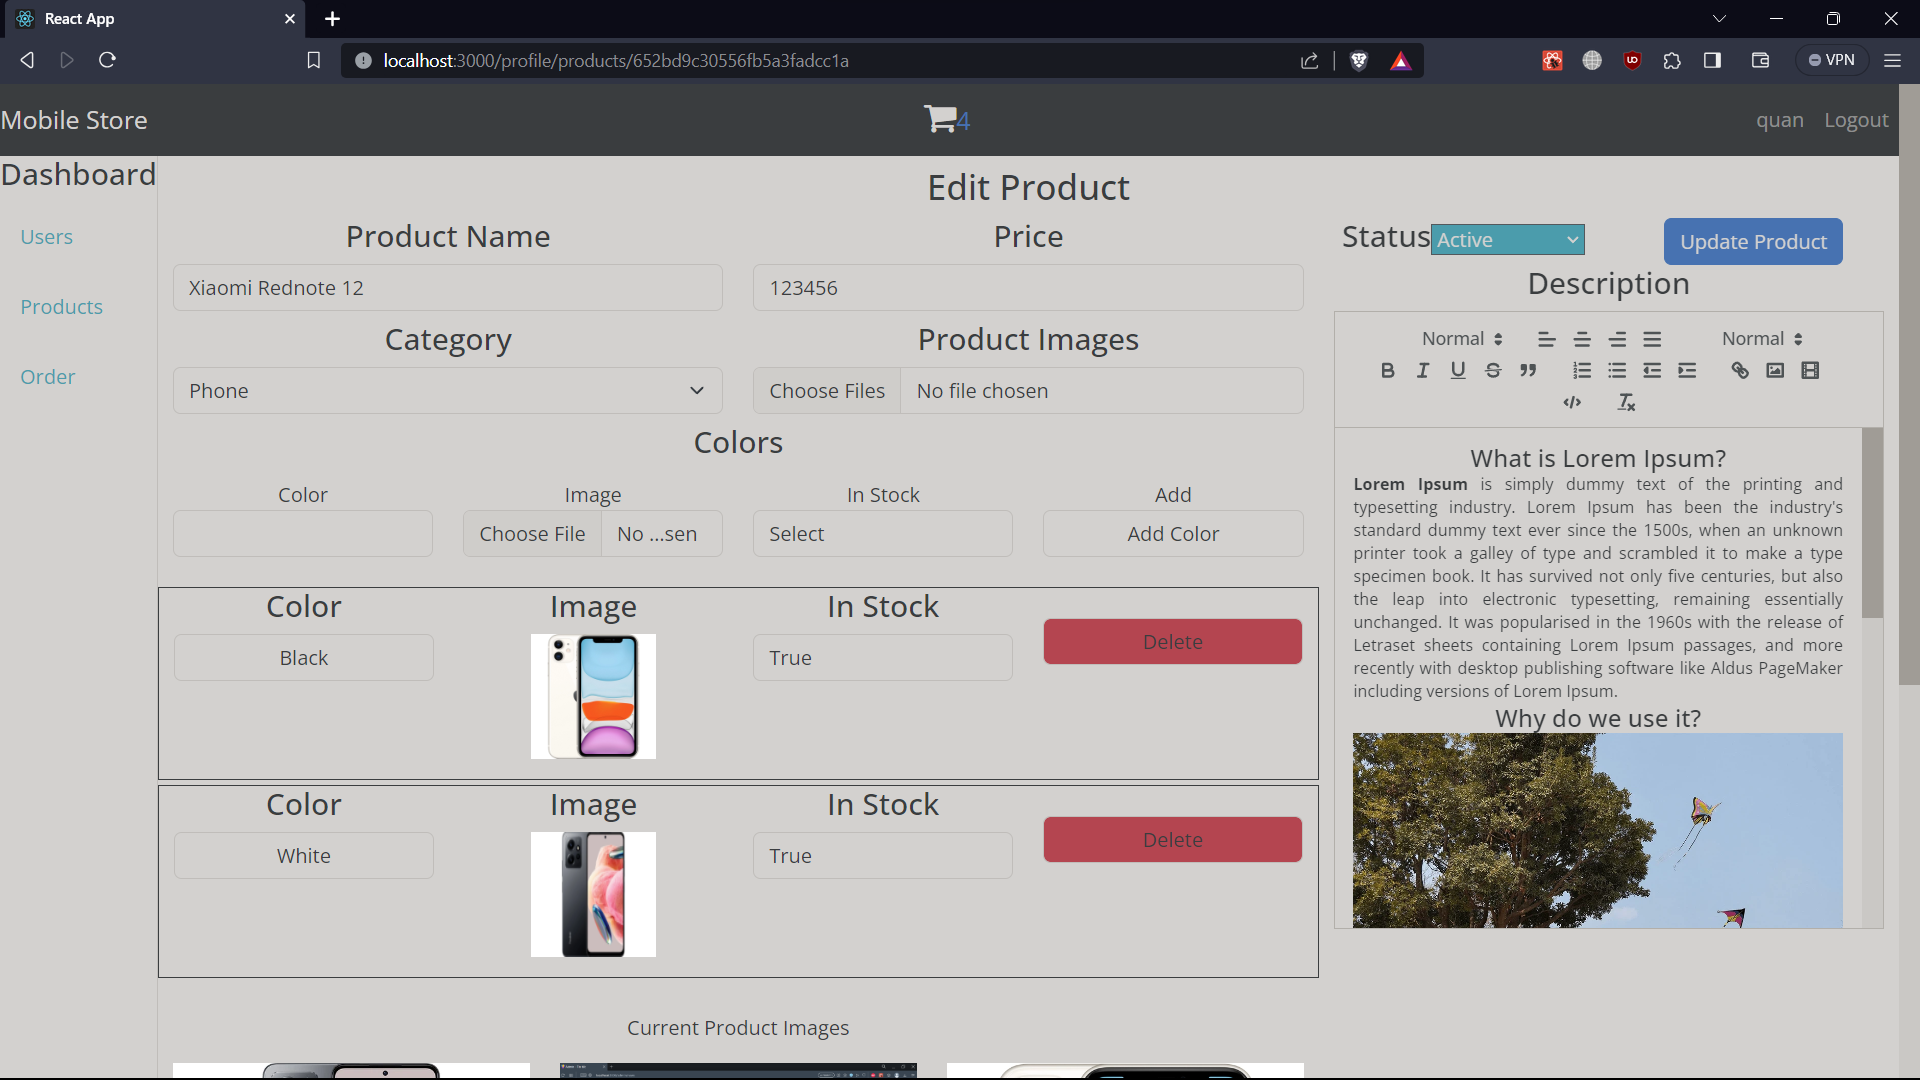 React App
localhost:3000/profile/products/652bd9c30556fb5a3fadcc1a
VPN
Mobile Store
4
quan
Logout
Dashboard
Users
Products
Order
Edit Product
Product Name
Price
Status
Active
Update Product
Xiaomi Rednote 12
123456
Category
Product Images
Phone
Choose Files
No file chosen
Colors
Color
Image
In Stock
Add
Choose File
No ...sen
Select
Add Color
Color
Image
In Stock
Black
True
Delete
Color
Image
In Stock
White
True
Delete
Current Product Images
Description
Normal
Normal
What is Lorem Ipsum?
Lorem Ipsum is simply dummy text of the printing and
typesetting industry. Lorem Ipsum has been the industry's
standard dummy text ever since the 1500s, when an unknown
printer took a galley of type and scrambled it to make a type
specimen book. It has survived not only five centuries, but also
the leap into electronic typesetting, remaining essentially
unchanged. It was popularised in the 1960s with the release of
Letraset sheets containing Lorem Ipsum passages, and more
recently with desktop publishing software like Aldus PageMaker
including versions of Lorem Ipsum.
Why do we use it?